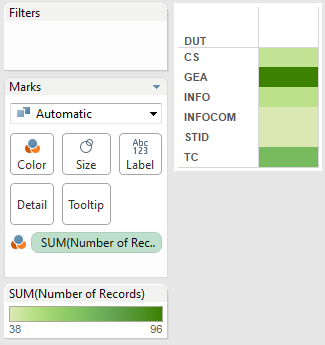 Filters
Marks
Automatic
Color
Size
Abc
123
Label
Detail
Tooltip
SUM(Number of Rec..
SUM(Number of Records)
38 96
DUT
CS
GEA
INFO
INFOCOM
STID
TC